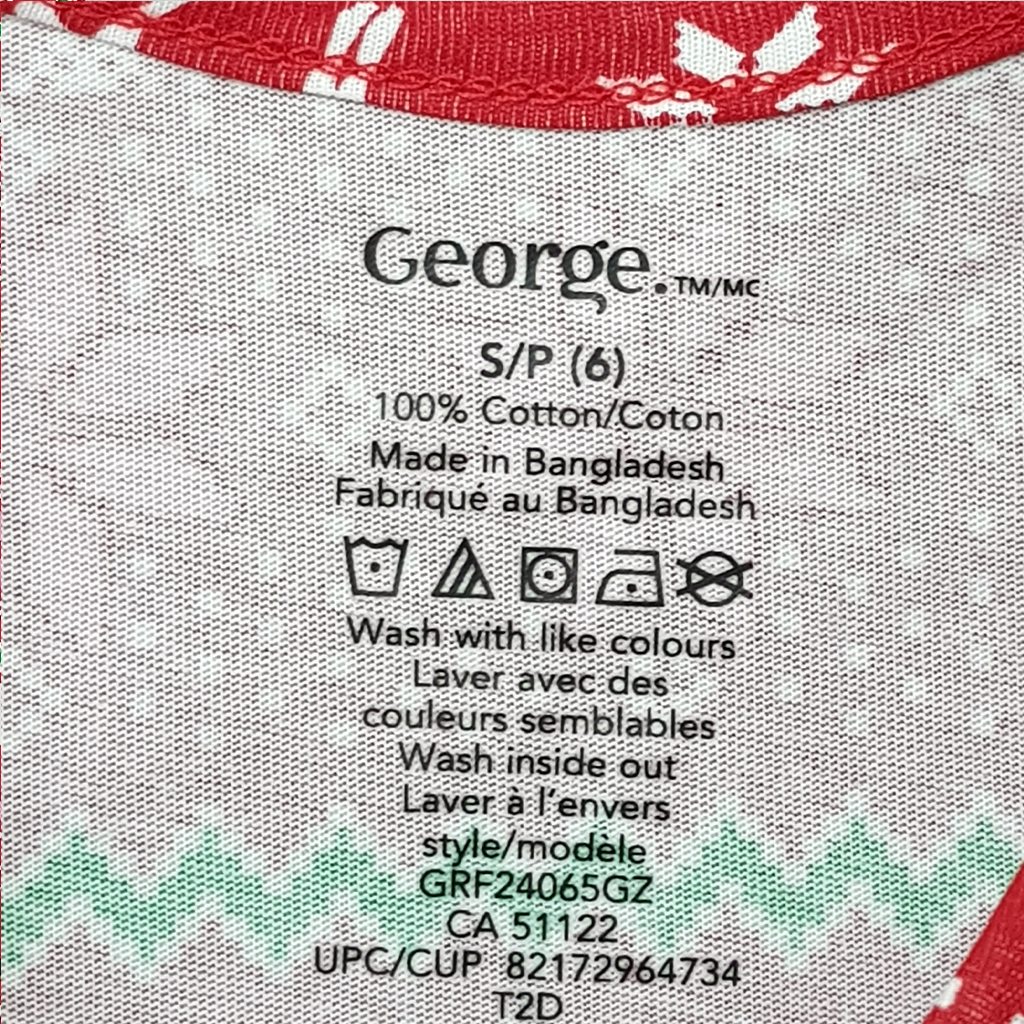 George.TM/MC
S/P (6)
100% Cotton/Coton
Made in Bangladesh
Fabriqué au Bangladesh
Wash with like colours
Laver avec des
couleurs semblables
Wash inside out
Laver à l'envers
style/modèle
GRF24065GZ
CA 51122
UPC/CUP 82172964734
T2D